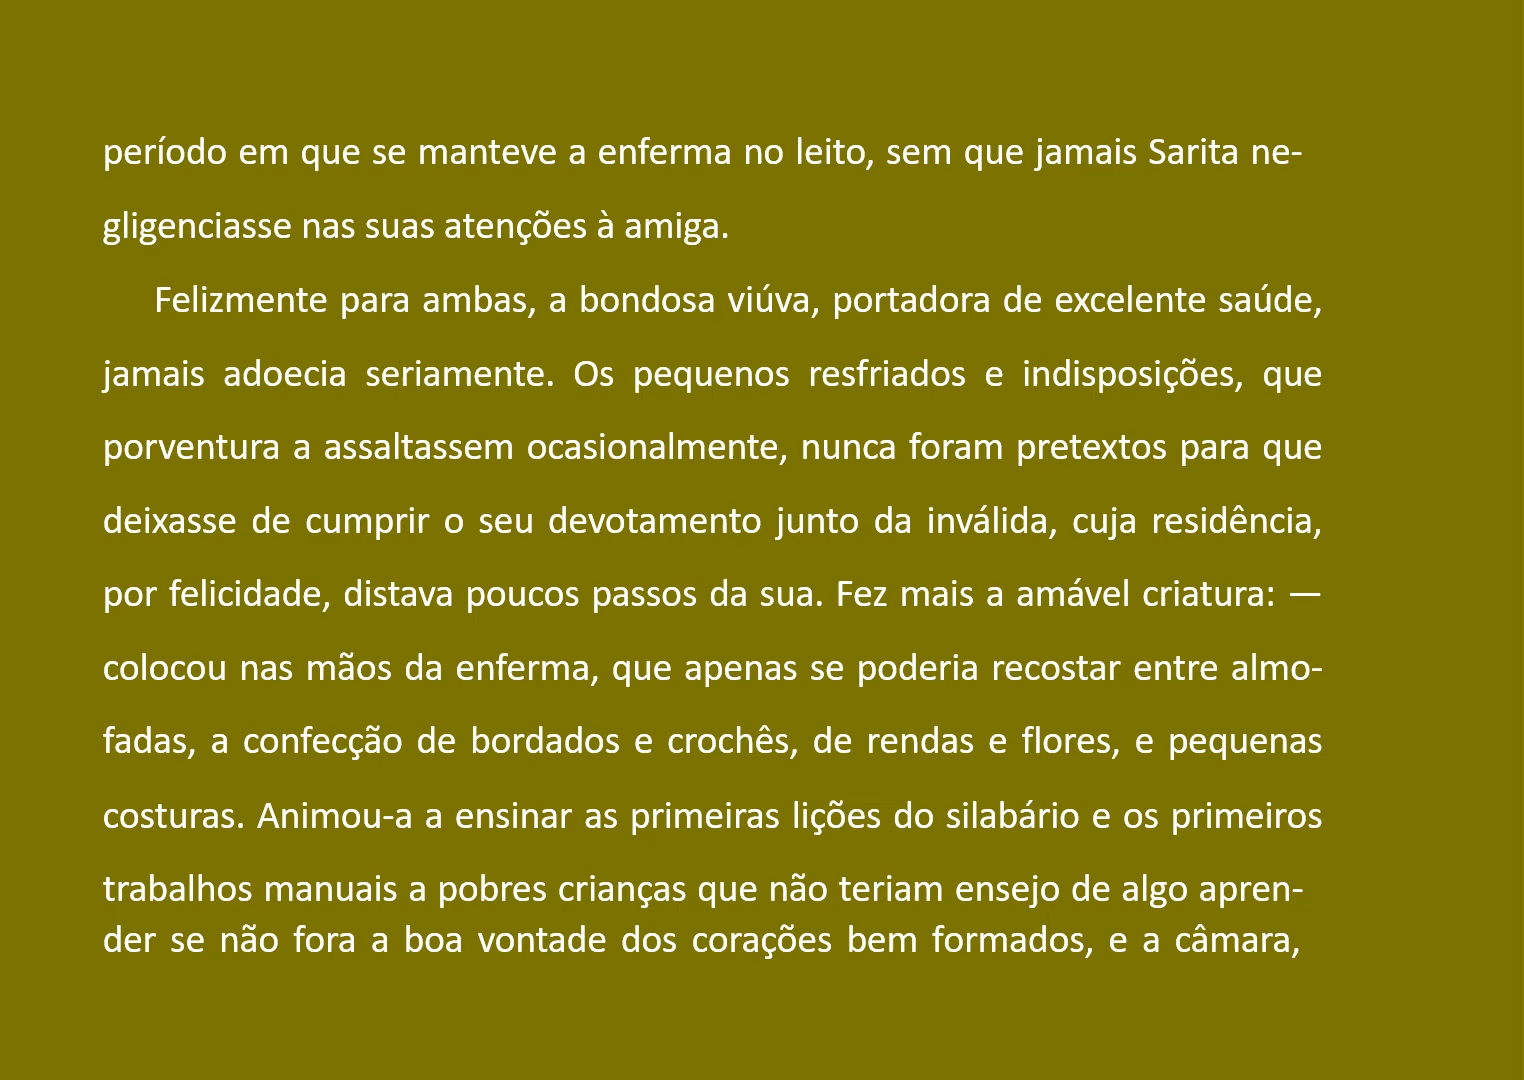 período em que se manteve a enferma no leito, sem que jamais Sarita ne-
gligenciasse nas suas atenções à amiga.
Felizmente para ambas, a bondosa viúva, portadora de excelente saúde,
jamais adoecia seriamente. Os pequenos resfriados e indisposições, que
porventura a assaltassem ocasionalmente, nunca foram pretextos para que
deixasse de cumprir o seu devotamento junto da inválida, cuja residência,
por felicidade, distava poucos passos da sua. Fez mais a amável criatura: —
colocou nas mãos da enferma, que apenas se poderia recostar entre almo-
fadas, a confecção de bordados e crochês, de rendas e flores, e pequenas
costuras. Animou-a a ensinar as primeiras lições do silabário e os primeiros
trabalhos manuais a pobres crianças que não teriam ensejo de algo apren-
der se não fora a boa vontade dos corações bem formados, e a câmara,